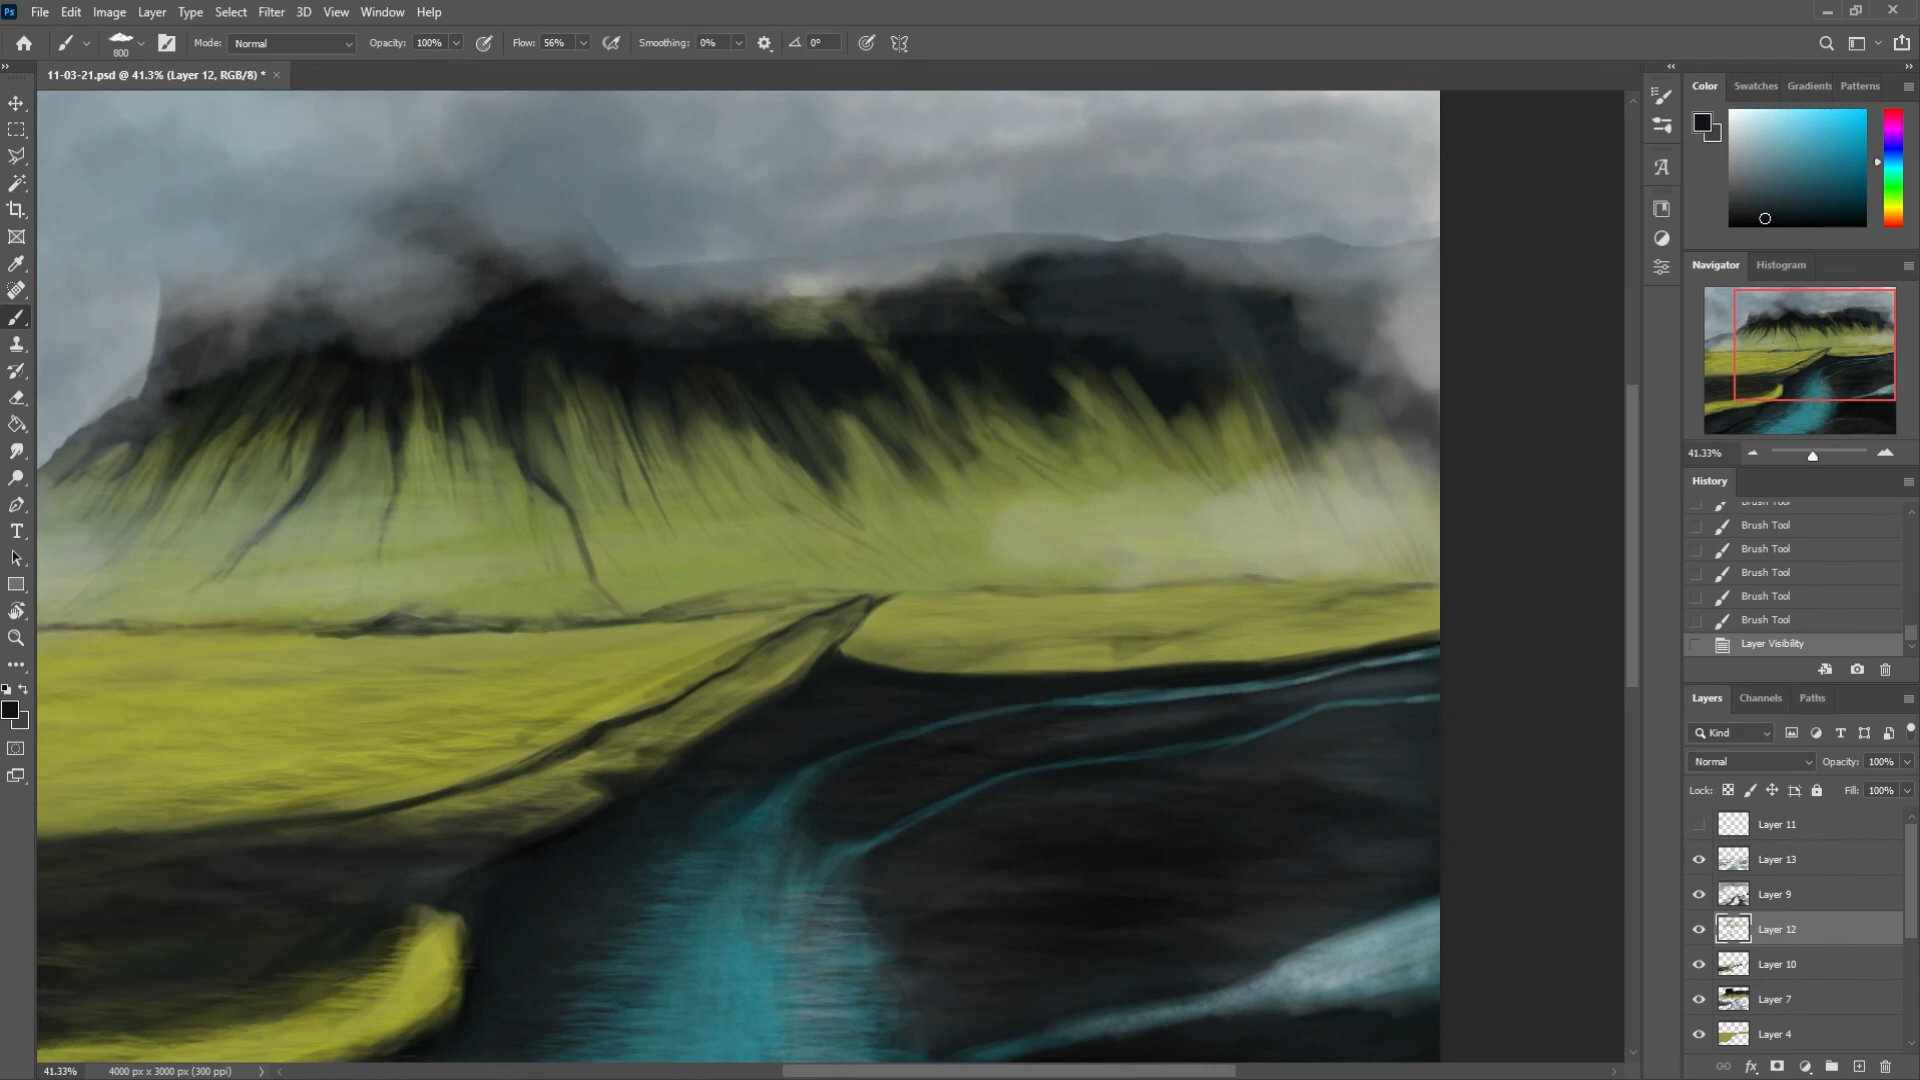 Ps File Edit Image Layer Type Select Filter 3D View Window Help
800 Mode: Normal Opacity: 100% Flow: 56% Smoothing: 0% 0°
11-03-21.psd @ 41.3% (Layer 12, RGB/8) *
Color Swatches Gradients Patterns
Navigator Histogram
41.33%
History
Brush Tool
Brush Tool
Brush Tool
Brush Tool
Brush Tool
Brush Tool
Layer Visibility
Layers Channels Paths
Kind
Normal Opacity: 100%
Lock: Fill: 100%
Layer 11
Layer 13
Layer 9
Layer 12
Layer 10
Layer 7
Layer 4
fx
41.33% 4000 px x 3000 px (300 ppi)